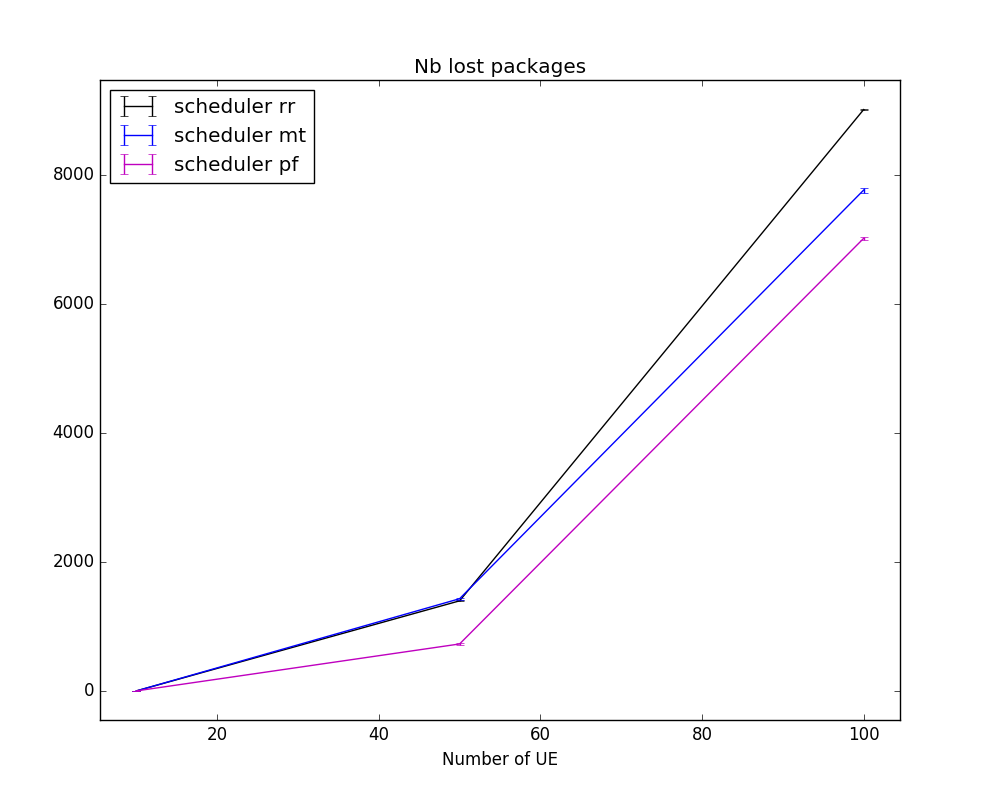 Nb lost packages
scheduler rr
scheduler mt
scheduler pf
8000
6000
4000
2000
0
20 40 60 80 100
Number of UE